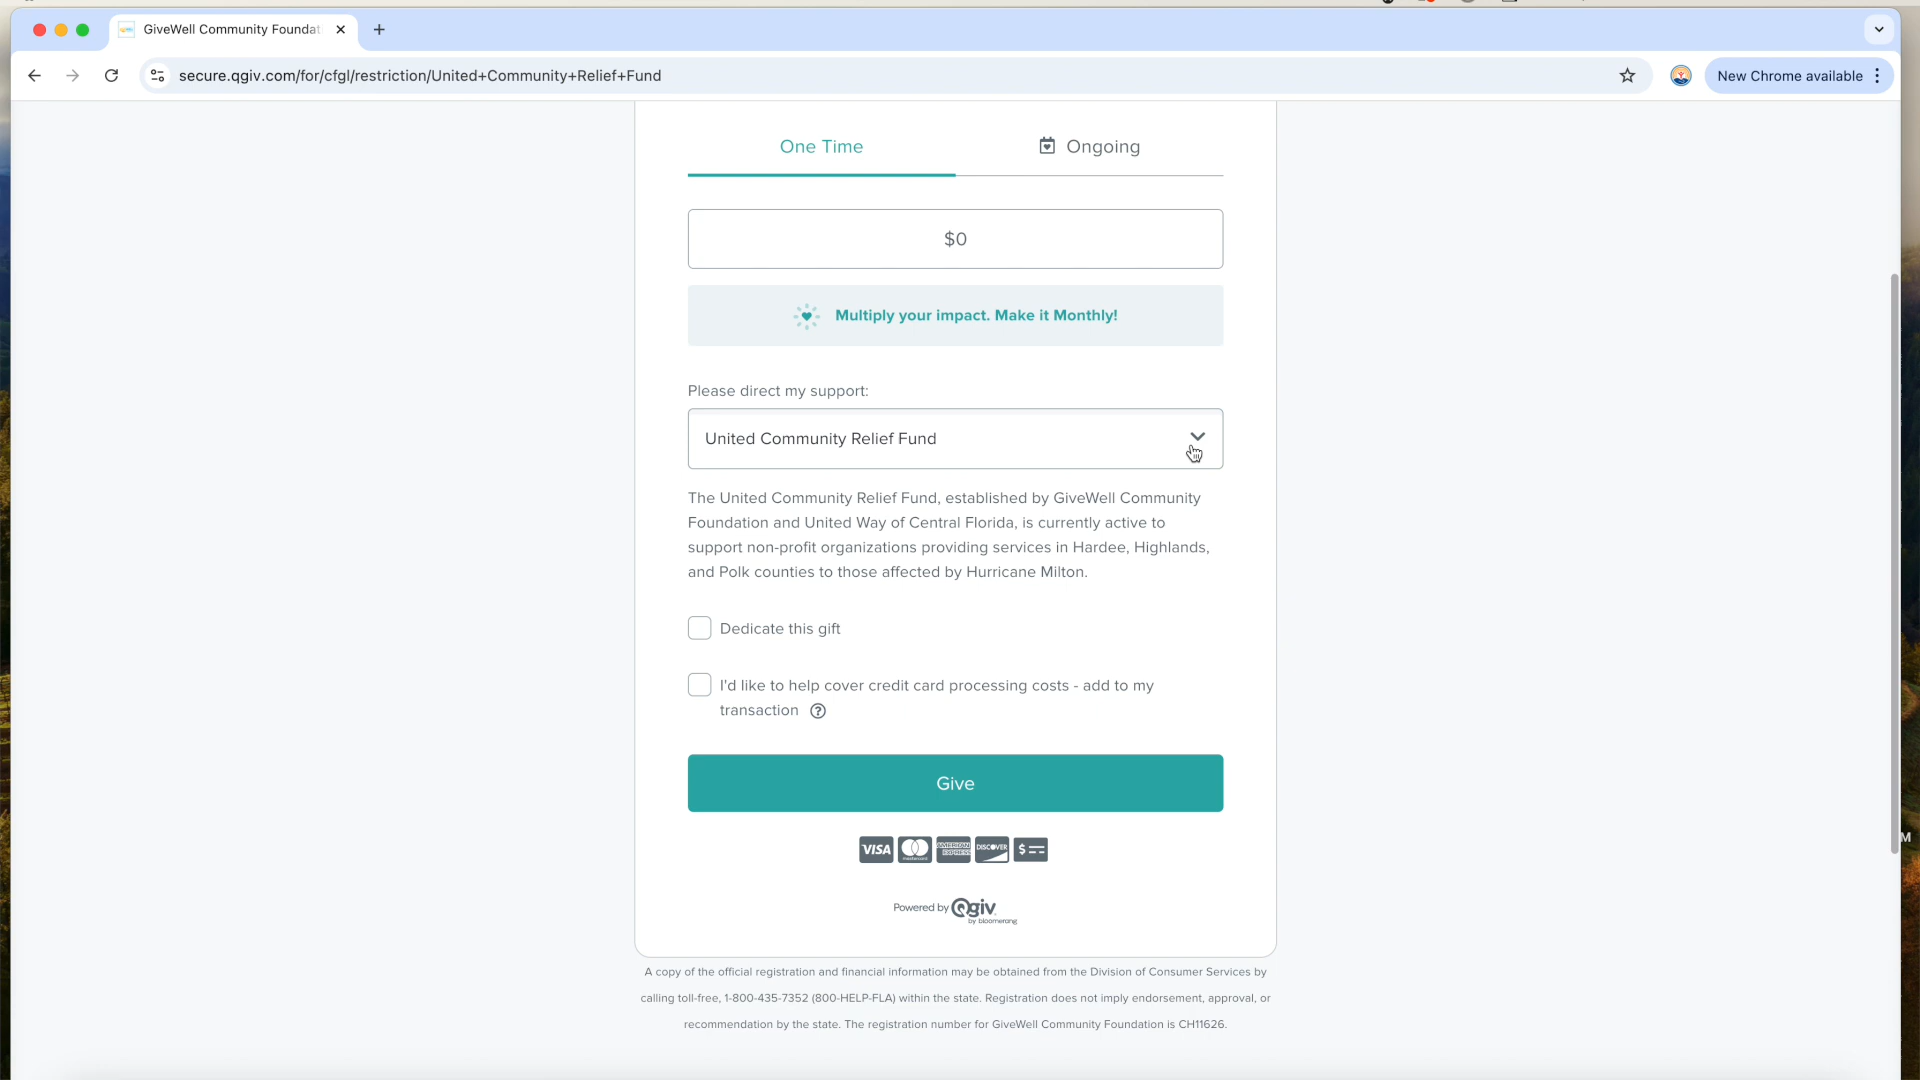 GiveWell Community Foundat
secure.qgiv.com/for/cfgl/restriction/United+Community+Relief+Fund
New Chrome available
One Time
Ongoing
$0
Multiply your impact. Make it Monthly!
Please direct my support:
United Community Relief Fund
The United Community Relief Fund, established by GiveWell Community
Foundation and United Way of Central Florida, is currently active to
support non-profit organizations providing services in Hardee, Highlands,
and Polk counties to those affected by Hurricane Milton.
Dedicate this gift
I'd like to help cover credit card processing costs - add to my
transaction ?
Give
VISA mastercard AMERICAN EXPRESS DISCOVER $
Powered by Qgiv
by bloomerang
A copy of the official registration and financial information may be obtained from the Division of Consumer Services by
calling toll-free, 1-800-435-7352 (800-HELP-FLA) within the state. Registration does not imply endorsement, approval, or
recommendation by the state. The registration number for GiveWell Community Foundation is CH11626.
M